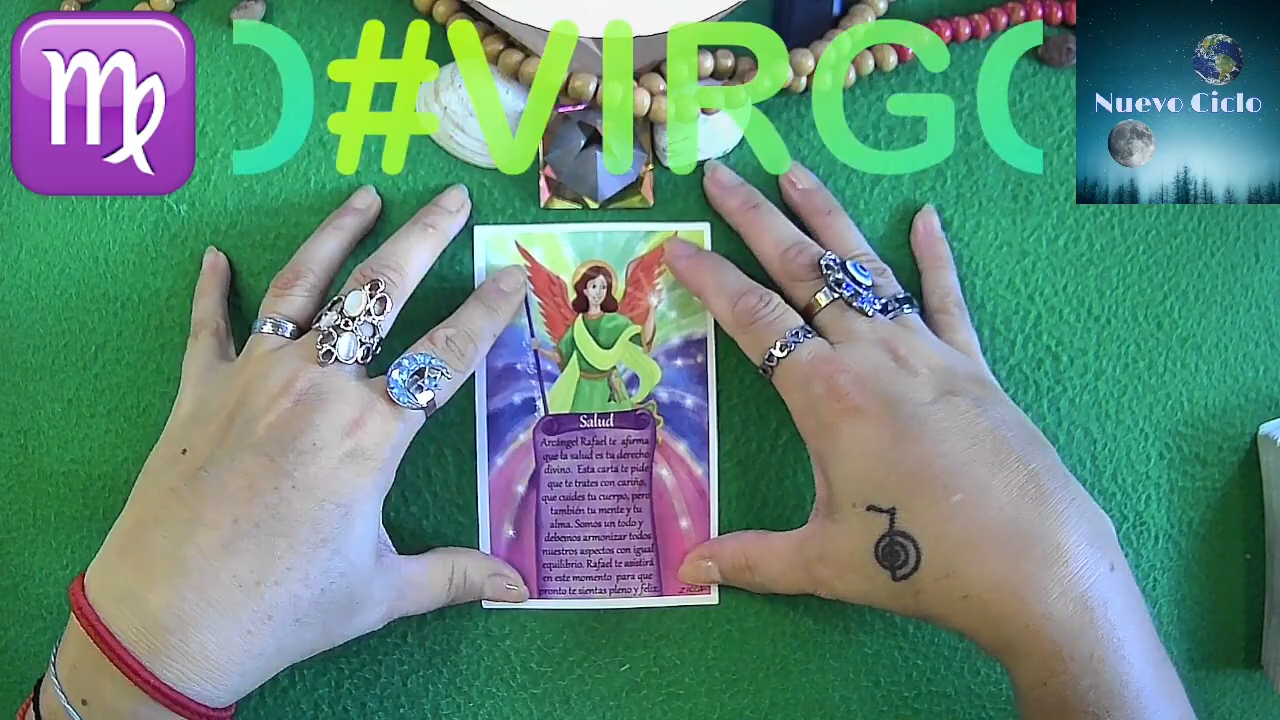 O #VIRGO
Nuevo Ciclo
Salud
Arcángel Rafael te afirma
que la salud es tu derecho
divino. Esta carta te pide
que te trates con cariño,
que cuides tu cuerpo, pero
también tu mente y tu
alma. Somos un todo y
debemos armonizar todos
nuestros aspectos con igual
equilibrio. Rafael te asistirá
en este momento para que
pronto te sientas pleno y feliz